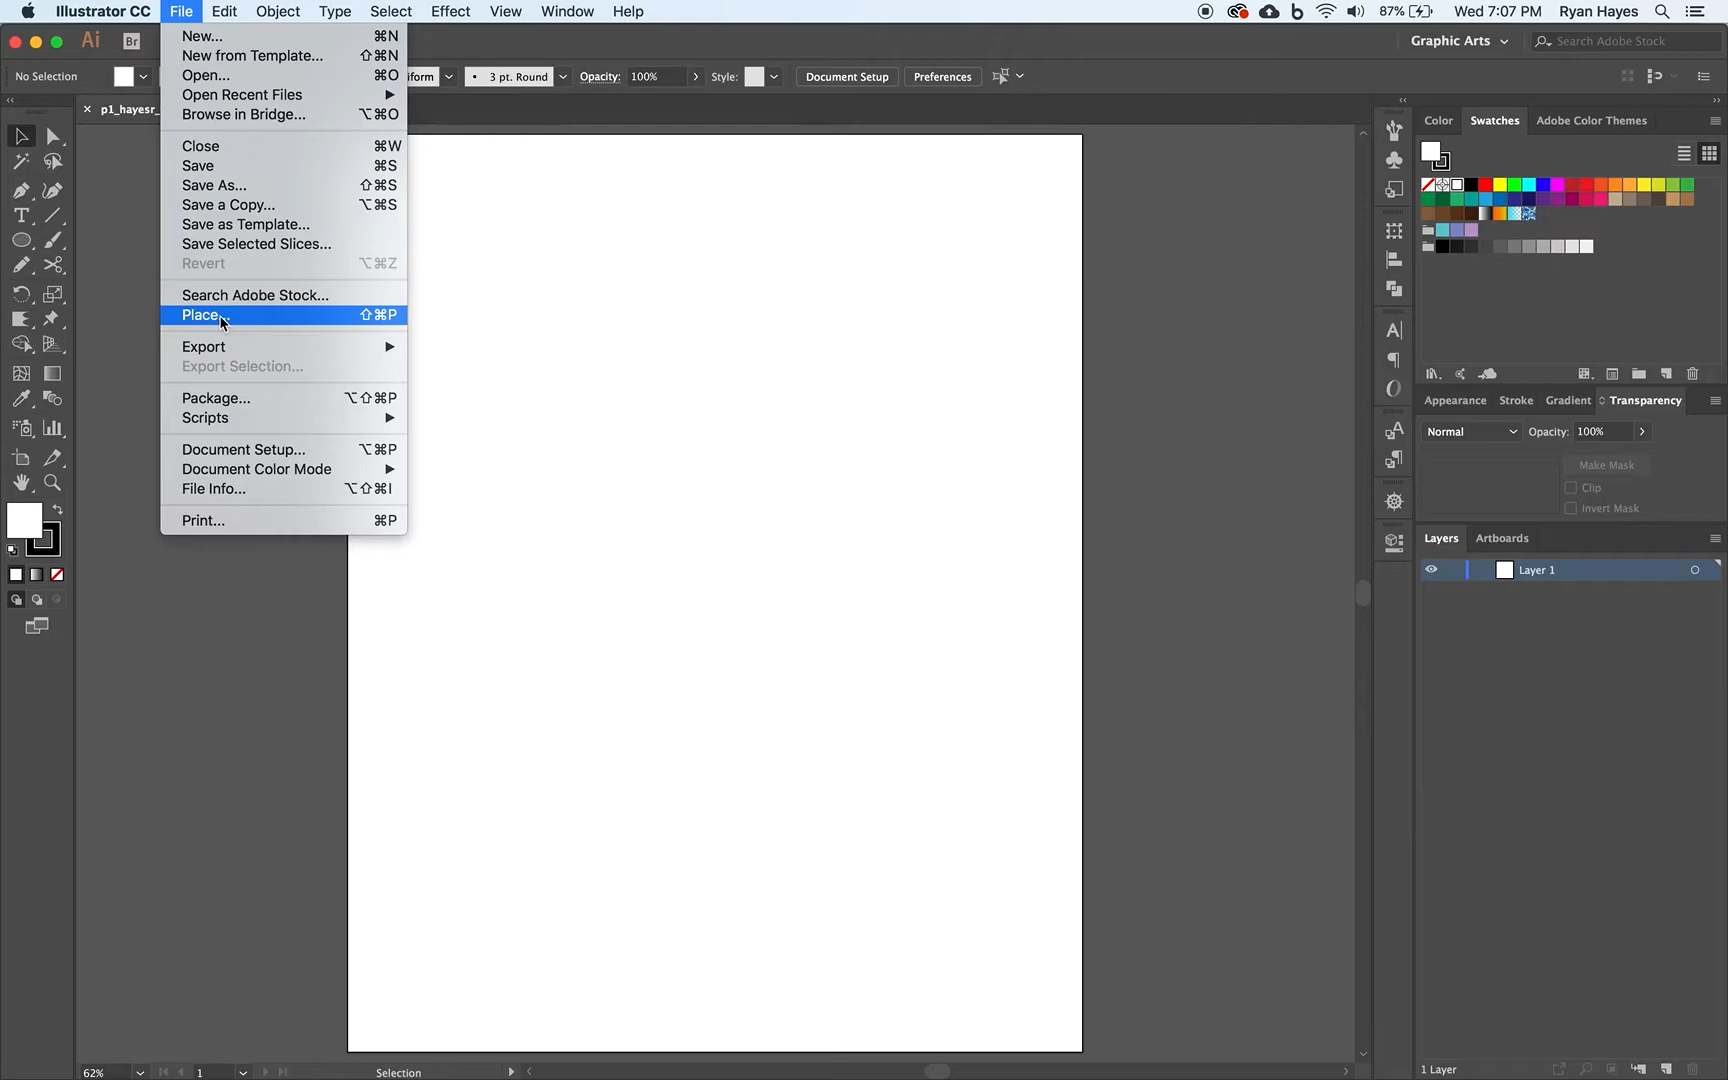 Illustrator CC File Edit Object Type Select Effect View Window Help 87% Wed 7:07 PM Ryan Hayes
Ai Br Graphic Arts Search Adobe Stock
No Selection iform 3 pt. Round Opacity: 100% Style: Document Setup Preferences
× p1_hayesr_
New... ⌘N
New from Template... ⇧⌘N
Open... ⌘O
Open Recent Files
Browse in Bridge... ⌥⌘O
Close ⌘W
Save ⌘S
Save As... ⇧⌘S
Save a Copy... ⌥⌘S
Save as Template...
Save Selected Slices...
Revert ⌥⌘Z
Search Adobe Stock...
Place... ⇧⌘P
Export
Export Selection...
Package... ⌥⇧⌘P
Scripts
Document Setup... ⌥⌘P
Document Color Mode
File Info... ⌥⇧⌘I
Print... ⌘P
Color Swatches Adobe Color Themes
Appearance Stroke Gradient Transparency
Normal Opacity: 100%
Make Mask
Clip
Invert Mask
Layers Artboards
Layer 1
62% 1 Selection 1 Layer